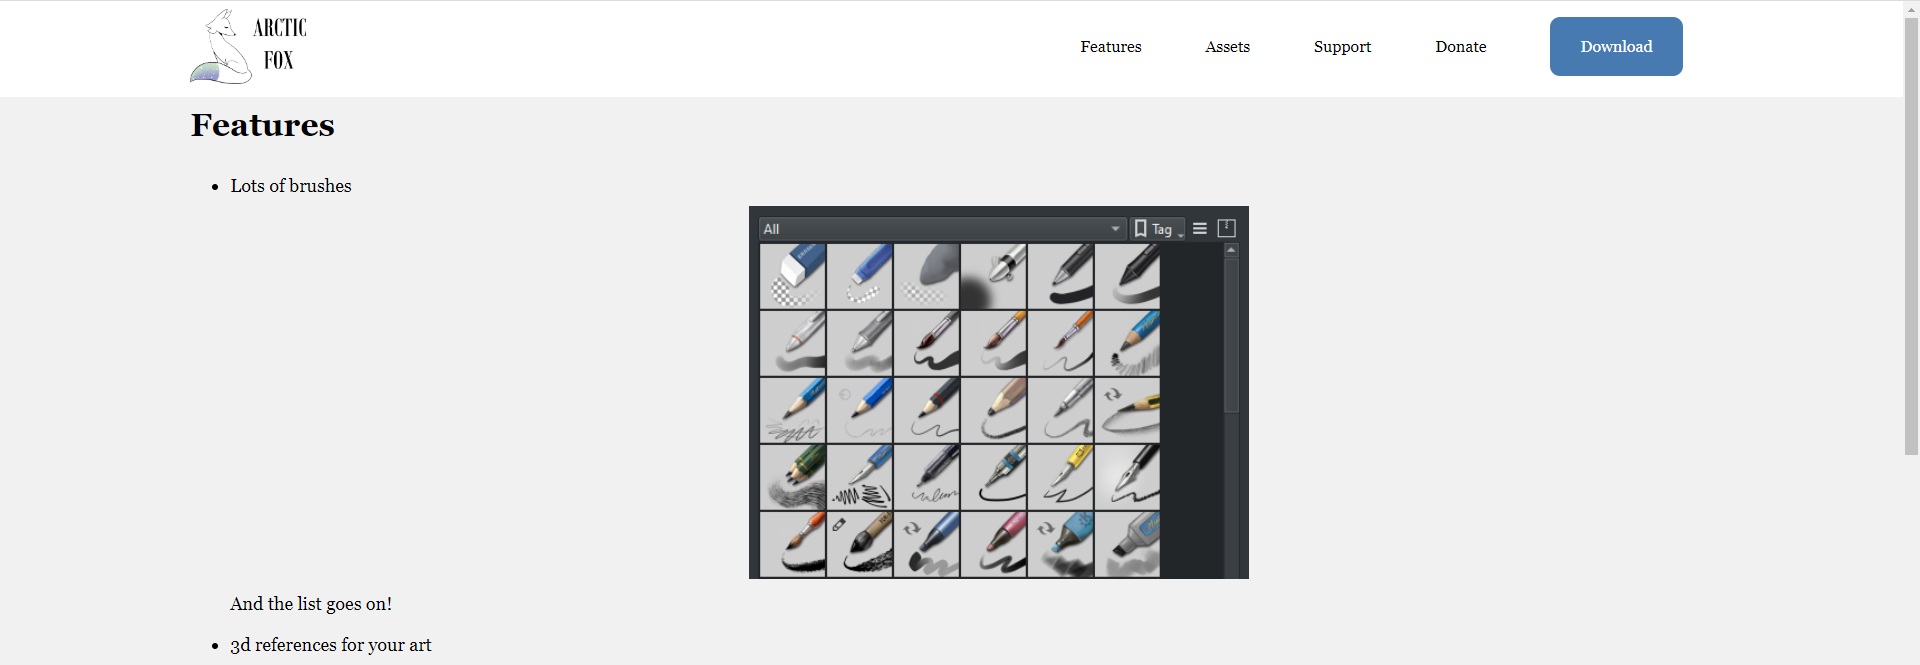 ARCTIC
FOX
Features
Assets
Support
Donate
Download
Features
• Lots of brushes
All
Tag
And the list goes on!
• 3d references for your art